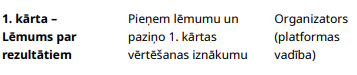 1. kārta – Pieņem lēmumu un Organizators
Lēmums par paziņo 1. kārtas (platformas
rezultātiem vērtēšanas iznākumu vadība)